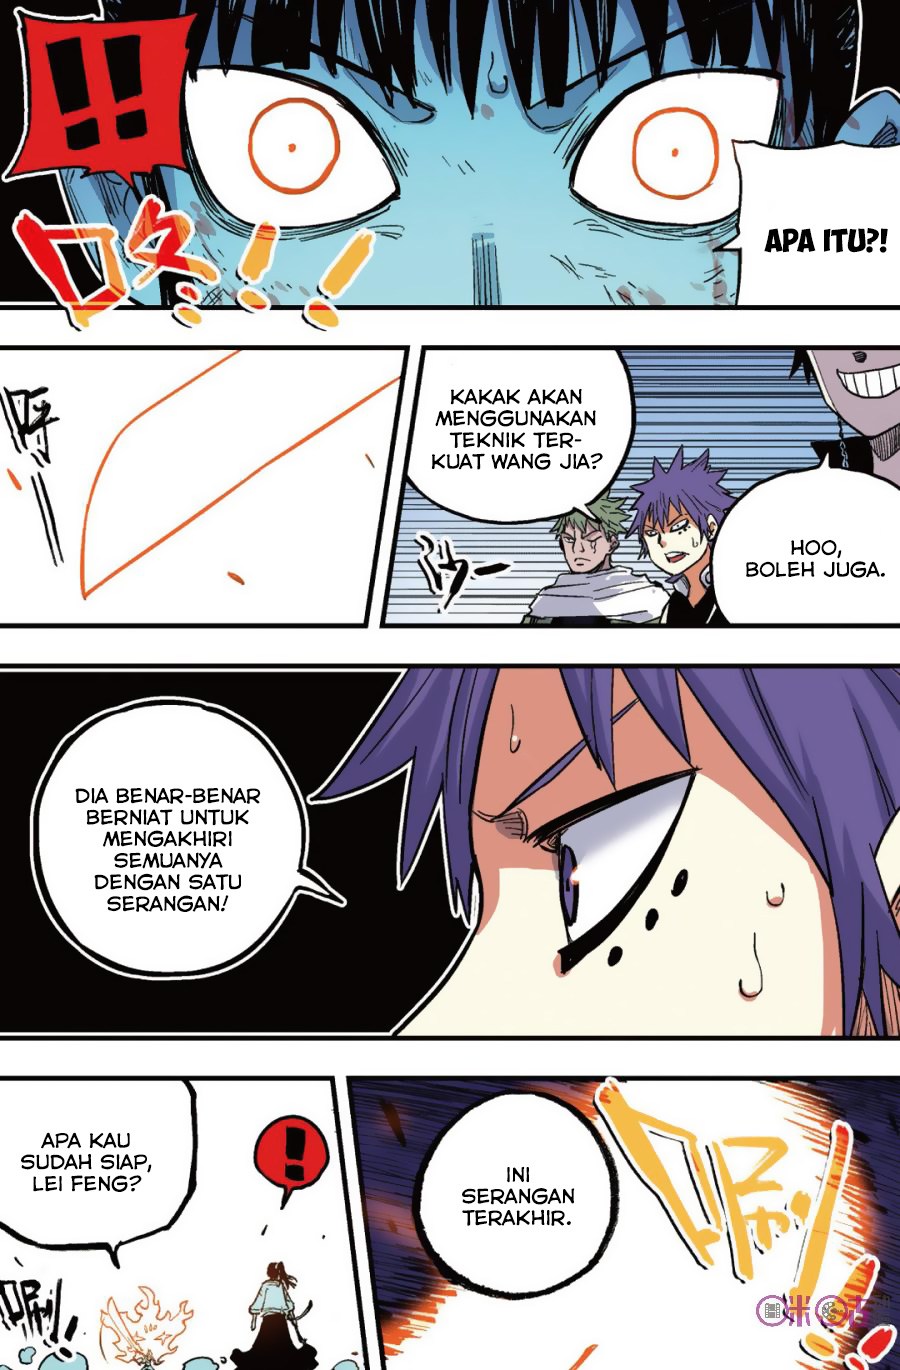 !!
咚!!
APA ITU?!
KAKAK AKAN
MENGGUNAKAN
TEKNIK TER-
KUAT WANG JIA?
HOO,
BOLEH JUGA.
DIA BENAR-BENAR
BERNIAT UNTUK
MENGAKHIRI
SEMUANYA
DENGAN SATU
SERANGAN!
APA KAU
SUDAH SIAP,
LEI FENG?
!
INI
SERANGAN
TERAKHIR.